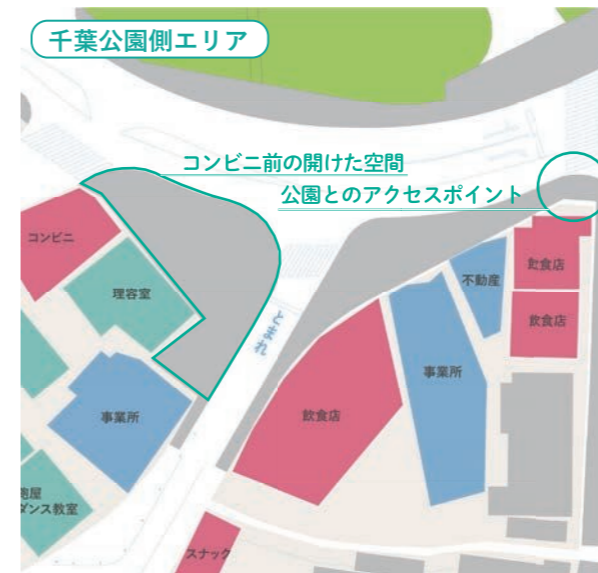 千葉公園側エリア
コンビニ前の開けた空間
公園とのアクセスポイント
コンビニ
理容室
とまれ
不動産
飲食店
飲食店
事業所
飲食店
事業所
ダンス教室
スナック